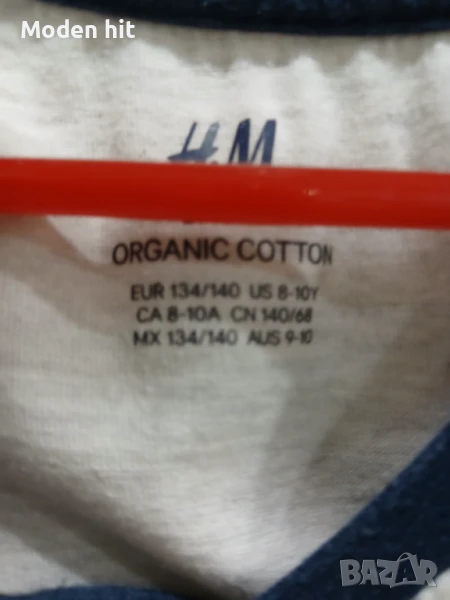 Moden hit
H&M
ORGANIC COTTON
EUR 134/140 US 8-10Y
CA 8-10A CN 140/68
MX 134/140 AUS 9-10
BAZAR